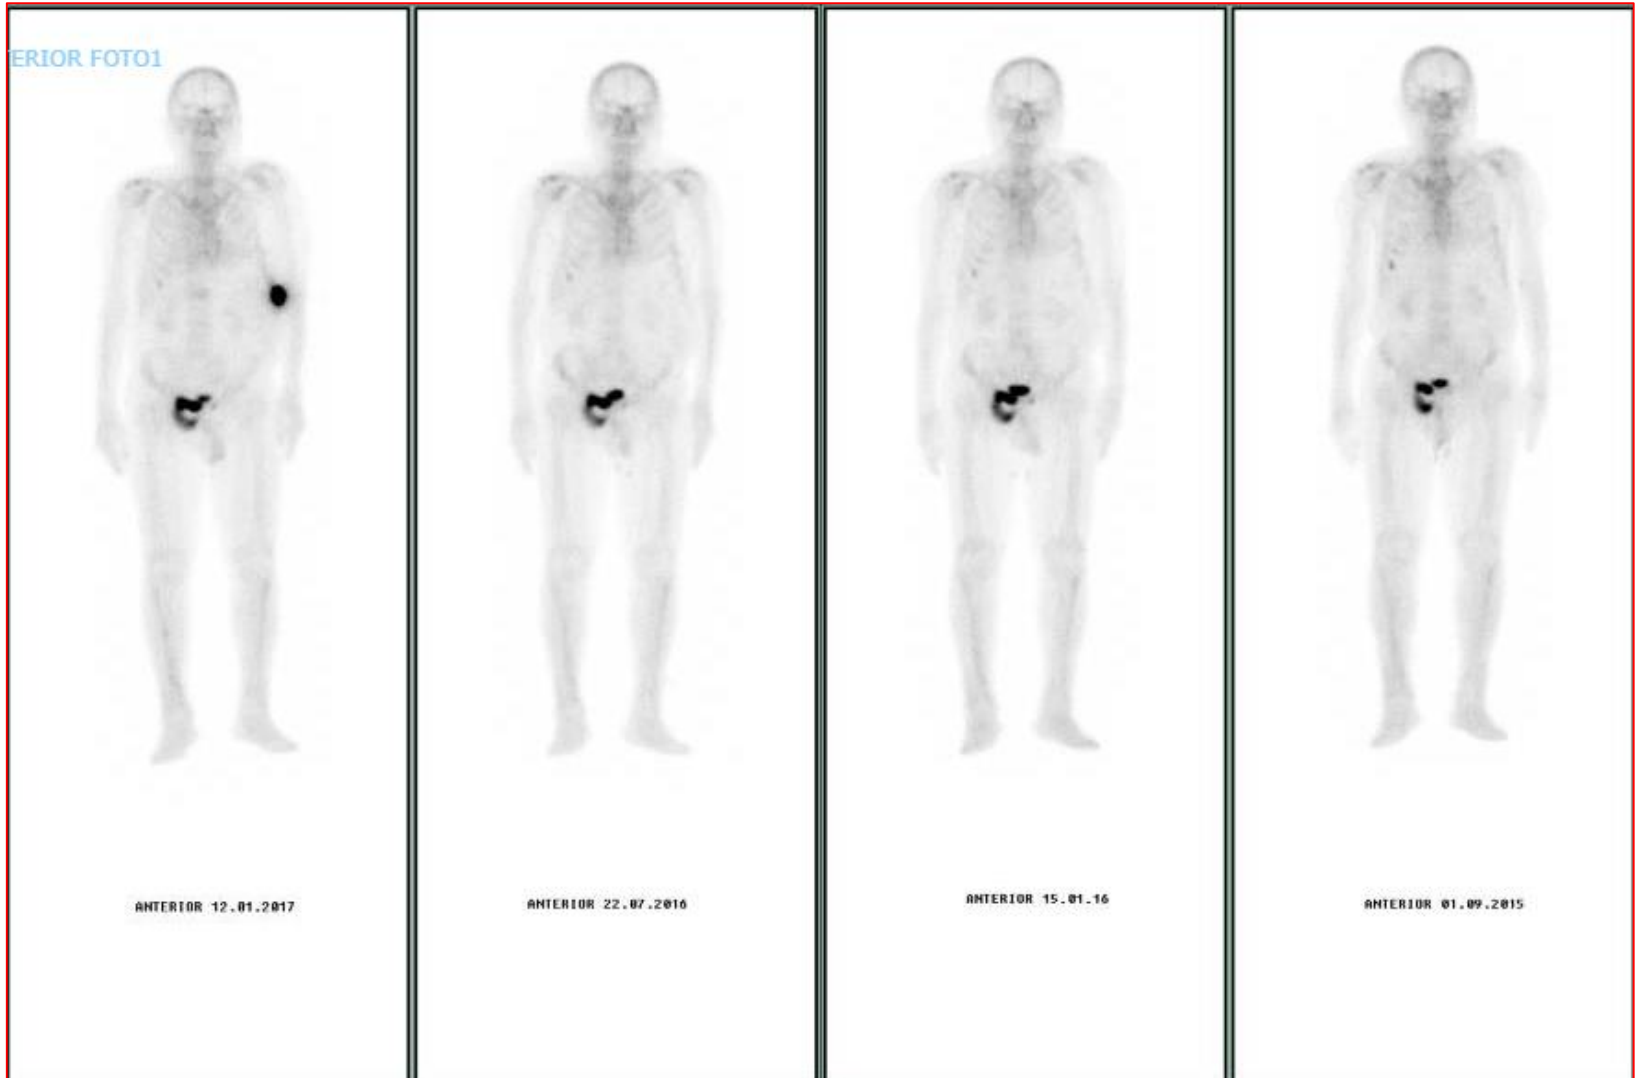 ERIOR FOTO1
ANTERIOR 12.01.2017
ANTERIOR 22.07.2016
ANTERIOR 15.01.16
ANTERIOR 01.09.2015